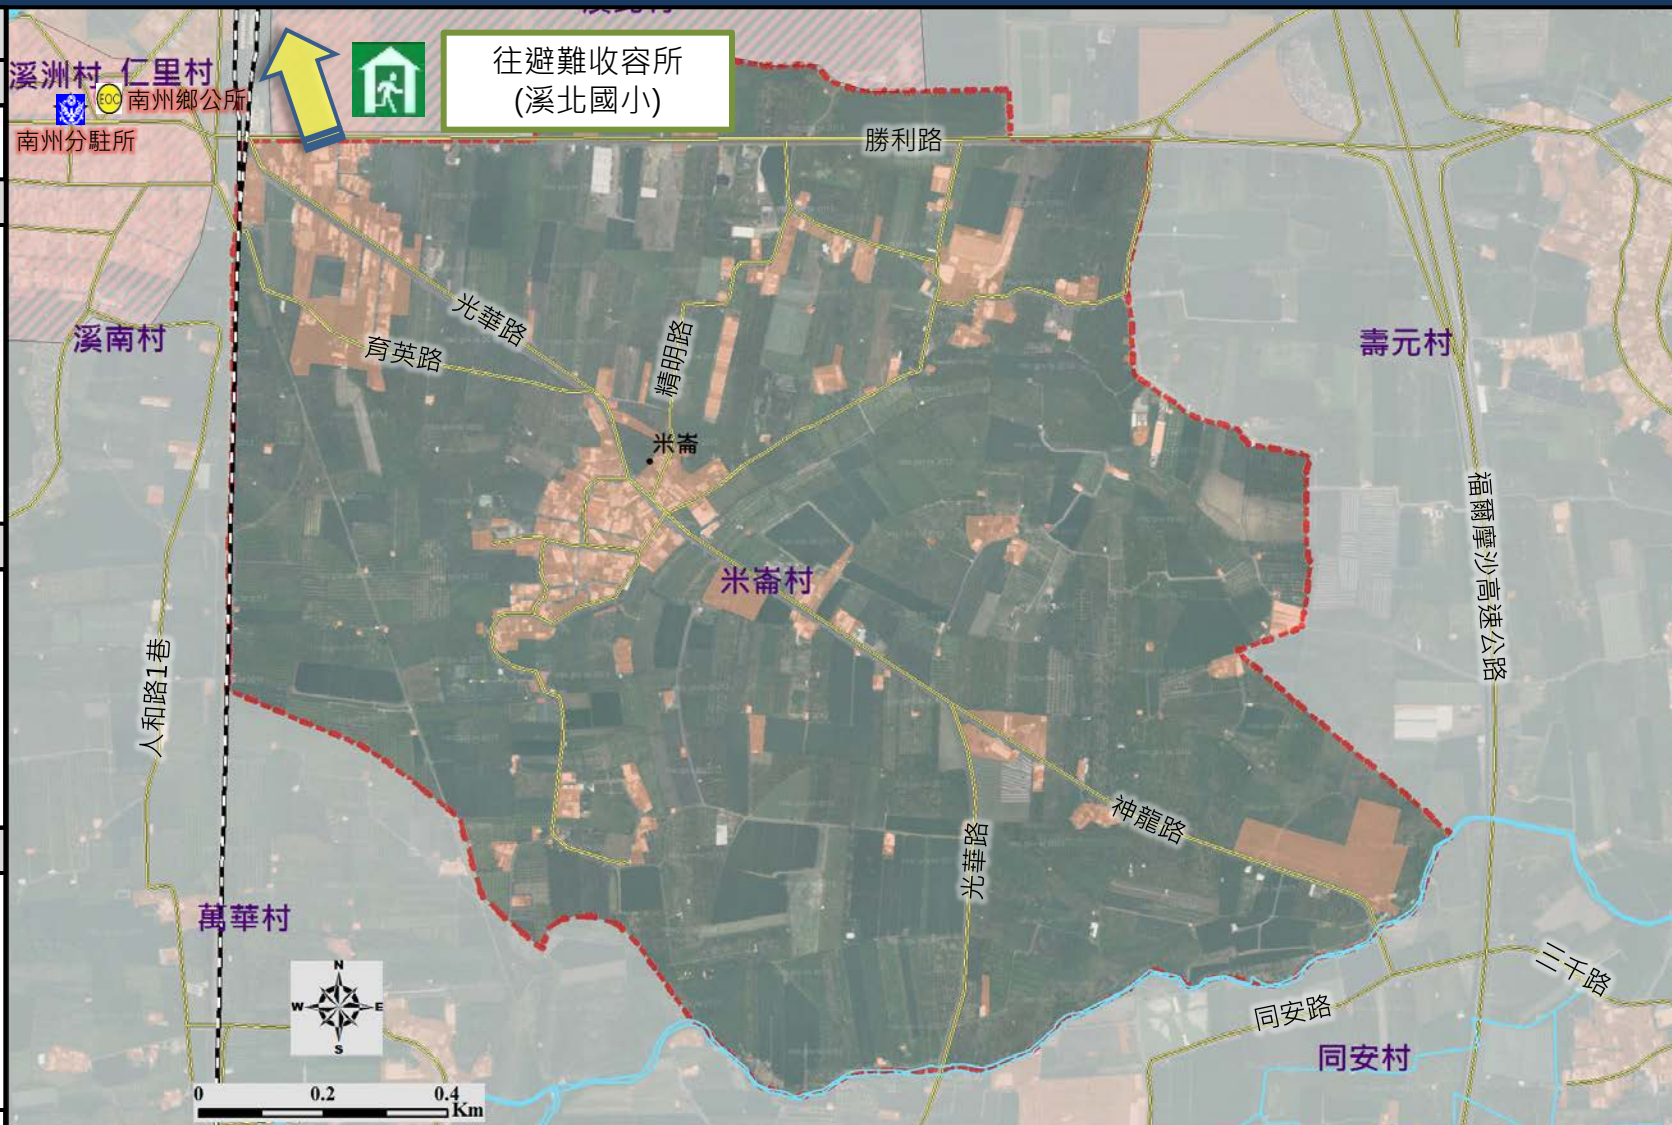 溪北村
往避難收容所
(溪北國小)
溪洲村
仁里村
EOC
南州鄉公所
南州分駐所
勝利路
光華路
育英路
精明路
溪南村
壽元村
米崙
福爾摩沙高速公路
米崙村
人和路1巷
神龍路
光華路
萬華村
三千路
同安路
同安村
N
W
E
S
0
0.2
0.4
Km